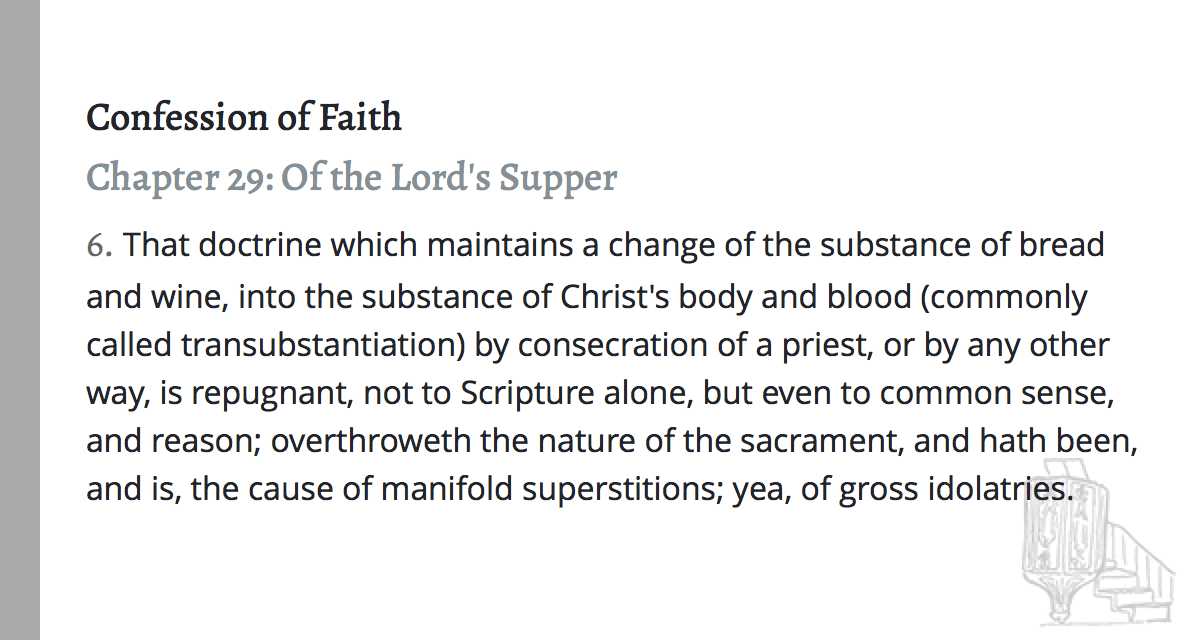 Confession of Faith
Chapter 29: Of the Lord's Supper
6. That doctrine which maintains a change of the substance of bread
and wine, into the substance of Christ's body and blood (commonly
called transubstantiation) by consecration of a priest, or by any other
way, is repugnant, not to Scripture alone, but even to common sense,
and reason; overthroweth the nature of the sacrament, and hath been,
and is, the cause of manifold superstitions; yea, of gross idolatries.